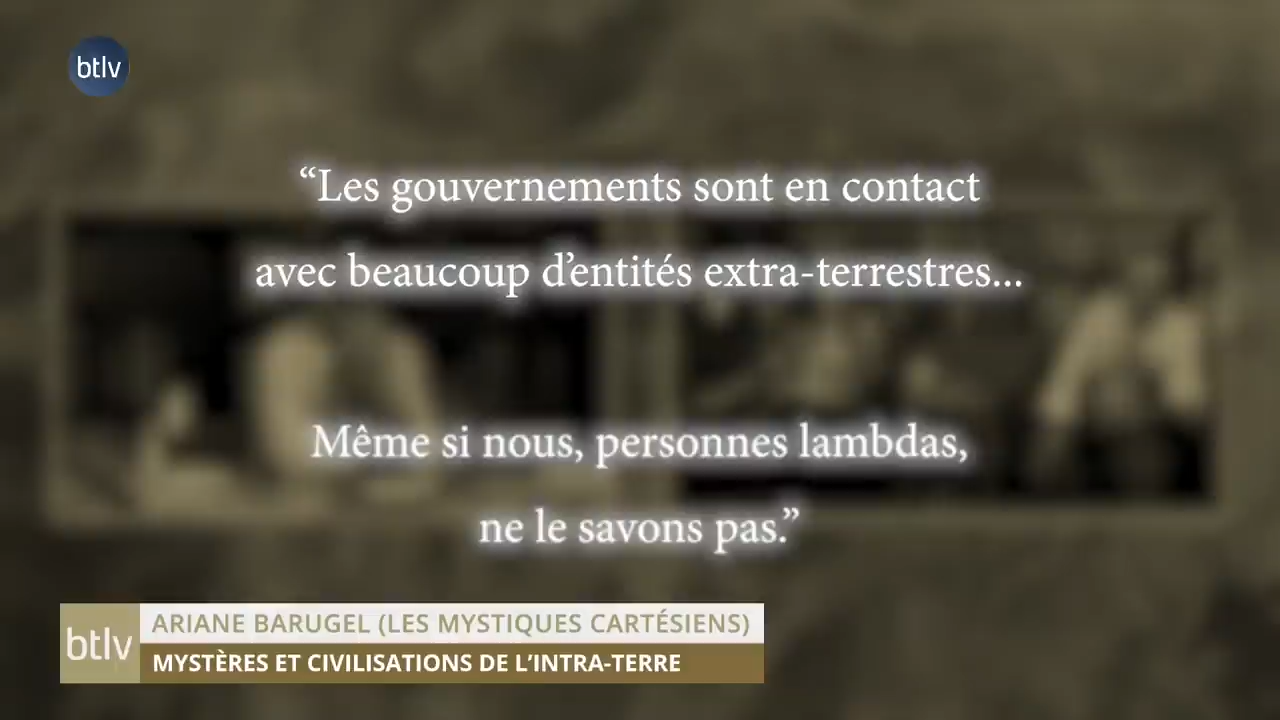 btlv
“Les gouvernements sont en contact
avec beaucoup d’entités extra-terrestres...
Même si nous, personnes lambdas,
ne le savons pas.”
btlv
ARIANE BARUGEL (LES MYSTIQUES CARTÉSIENS)
MYSTÈRES ET CIVILISATIONS DE L’INTRA-TERRE